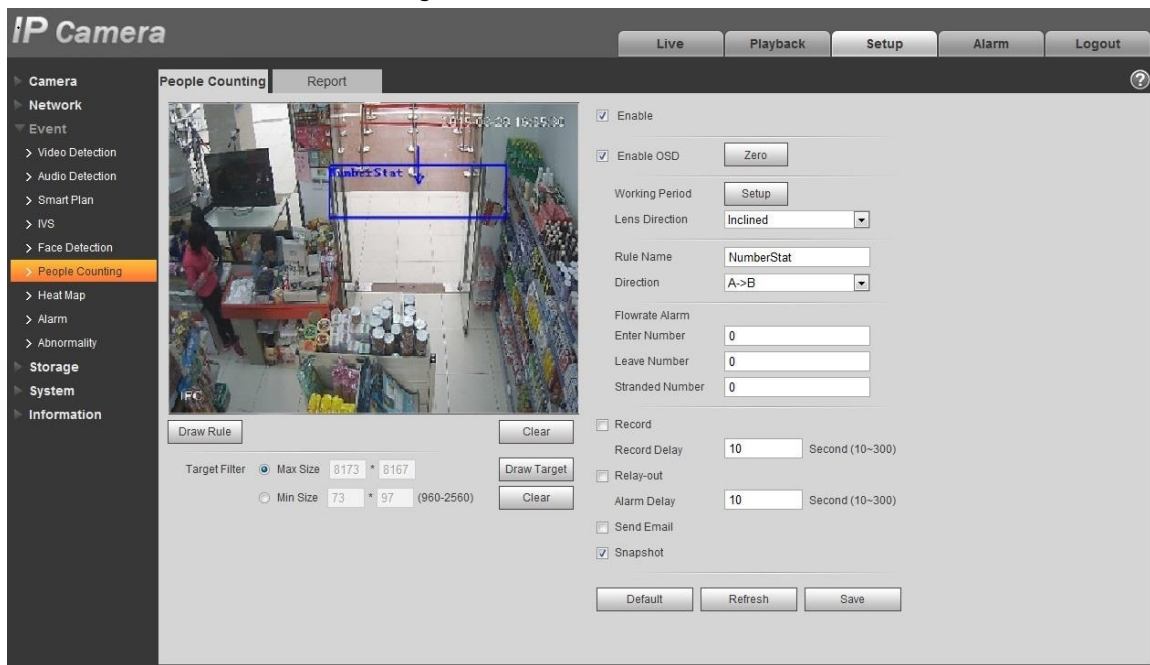 IP Camera
Live Playback Setup Alarm Logout
Camera
Network
Event
Video Detection
Audio Detection
Smart Plan
IVS
Face Detection
People Counting
Heat Map
Alarm
Abnormality
Storage
System
Information
People Counting Report
NumberStat
IPC
Draw Rule Clear
Target Filter Max Size 8173 * 8167 Draw Target
Min Size 73 * 97 (960-2560) Clear
Enable
Enable OSD Zero
Working Period Setup
Lens Direction Inclined
Rule Name NumberStat
Direction A->B
Flowrate Alarm
Enter Number 0
Leave Number 0
Stranded Number 0
Record
Record Delay 10 Second (10~300)
Relay-out
Alarm Delay 10 Second (10~300)
Send Email
Snapshot
Default Refresh Save